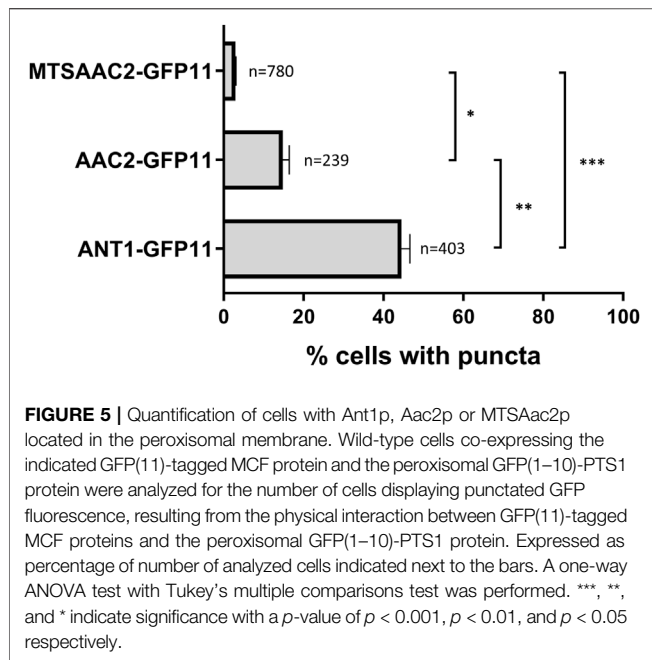 MTSAAC2-GFP11
n=780
*
AAC2-GFP11
n=239
***
**
ANT1-GFP11
n=403
0 20 40 60 80 100
% cells with puncta
FIGURE 5 | Quantification of cells with Ant1p, Aac2p or MTSAac2p
located in the peroxisomal membrane. Wild-type cells co-expressing the
indicated GFP(11)-tagged MCF protein and the peroxisomal GFP(1–10)-PTS1
protein were analyzed for the number of cells displaying punctated GFP
fluorescence, resulting from the physical interaction between GFP(11)-tagged
MCF proteins and the peroxisomal GFP(1–10)-PTS1 protein. Expressed as
percentage of number of analyzed cells indicated next to the bars. A one-way
ANOVA test with Tukey’s multiple comparisons test was performed. ***, **,
and * indicate significance with a p-value of p < 0.001, p < 0.01, and p < 0.05
respectively.